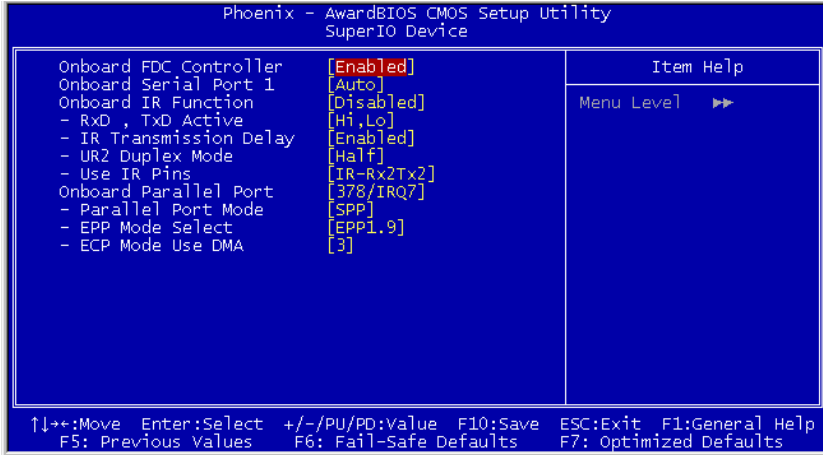 Phoenix - AwardBIOS CMOS Setup Utility
SuperIO Device
Onboard FDC Controller [Enabled]
Onboard Serial Port 1 [Auto]
Onboard IR Function [Disabled]
- RxD , TxD Active [Hi,Lo]
- IR Transmission Delay [Enabled]
- UR2 Duplex Mode [Half]
- Use IR Pins [IR-Rx2Tx2]
Onboard Parallel Port [378/IRQ7]
- Parallel Port Mode [SPP]
- EPP Mode Select [EPP1.9]
- ECP Mode Use DMA [3]
Item Help
Menu Level ▶▶
↑↓→←:Move Enter:Select +/-/PU/PD:Value F10:Save ESC:Exit F1:General Help
F5: Previous Values F6: Fail-Safe Defaults F7: Optimized Defaults